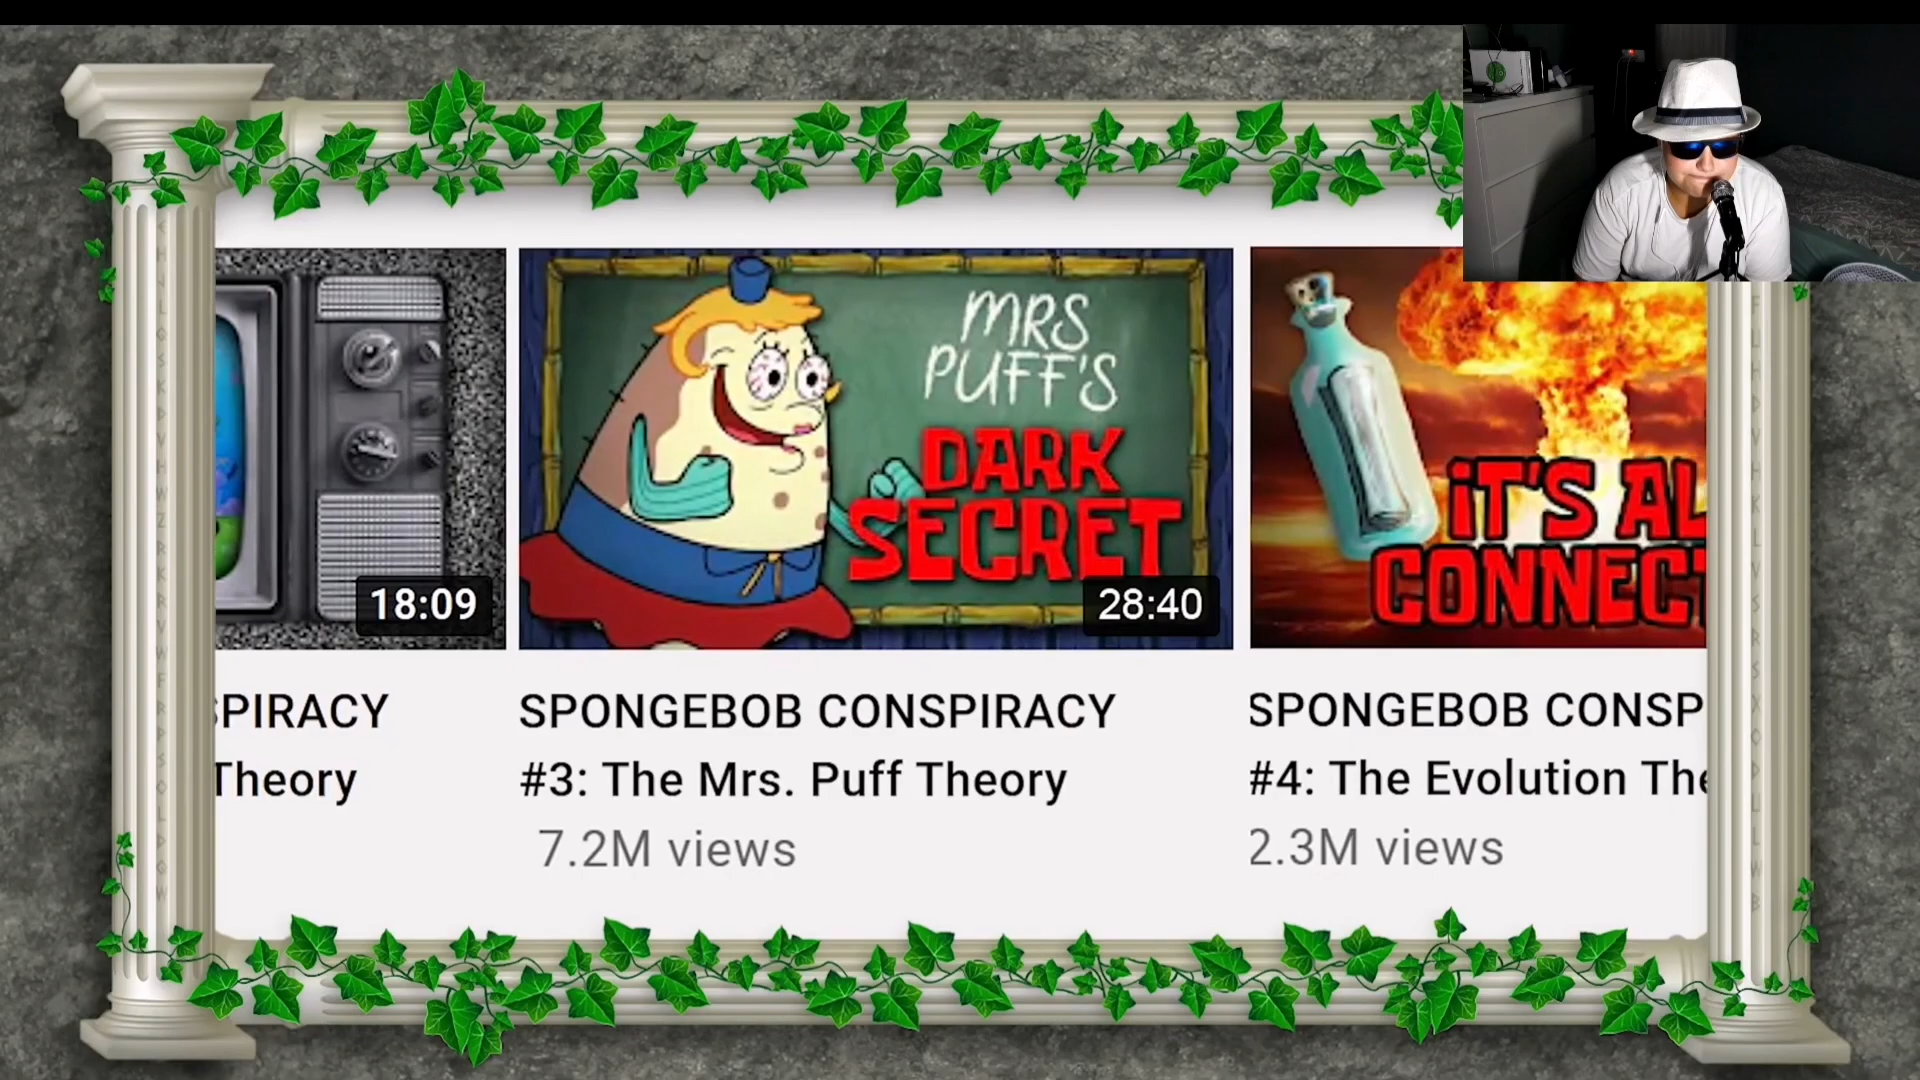 MRS
PUFF'S
DARK
SECRET
18:09
28:40
IT'S AL
CONNECT
SPIRACY
Theory
SPONGEBOB CONSPIRACY
#3: The Mrs. Puff Theory
7.2M views
SPONGEBOB CONSP
#4: The Evolution The
2.3M views